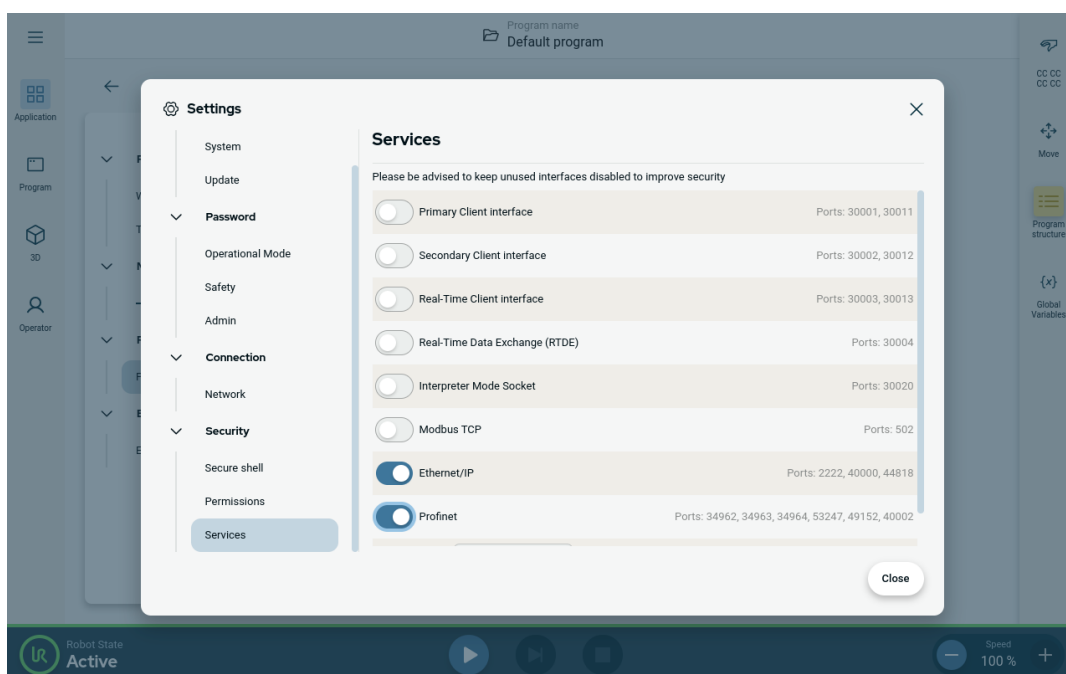 Program name
Default program
Application
Program
3D
Operator
CC CC
CC CC
Move
Program
structure
{x}
Global
Variables
Settings
System
Update
Password
Operational Mode
Safety
Admin
Connection
Network
Security
Secure shell
Permissions
Services
Services
Please be advised to keep unused interfaces disabled to improve security
Primary Client interface Ports: 30001, 30011
Secondary Client interface Ports: 30002, 30012
Real-Time Client interface Ports: 30003, 30013
Real-Time Data Exchange (RTDE) Ports: 30004
Interpreter Mode Socket Ports: 30020
Modbus TCP Ports: 502
Ethernet/IP Ports: 2222, 40000, 44818
Profinet Ports: 34962, 34963, 34964, 53247, 49152, 40002
Close
UR
Robot State
Active
Speed
100 %